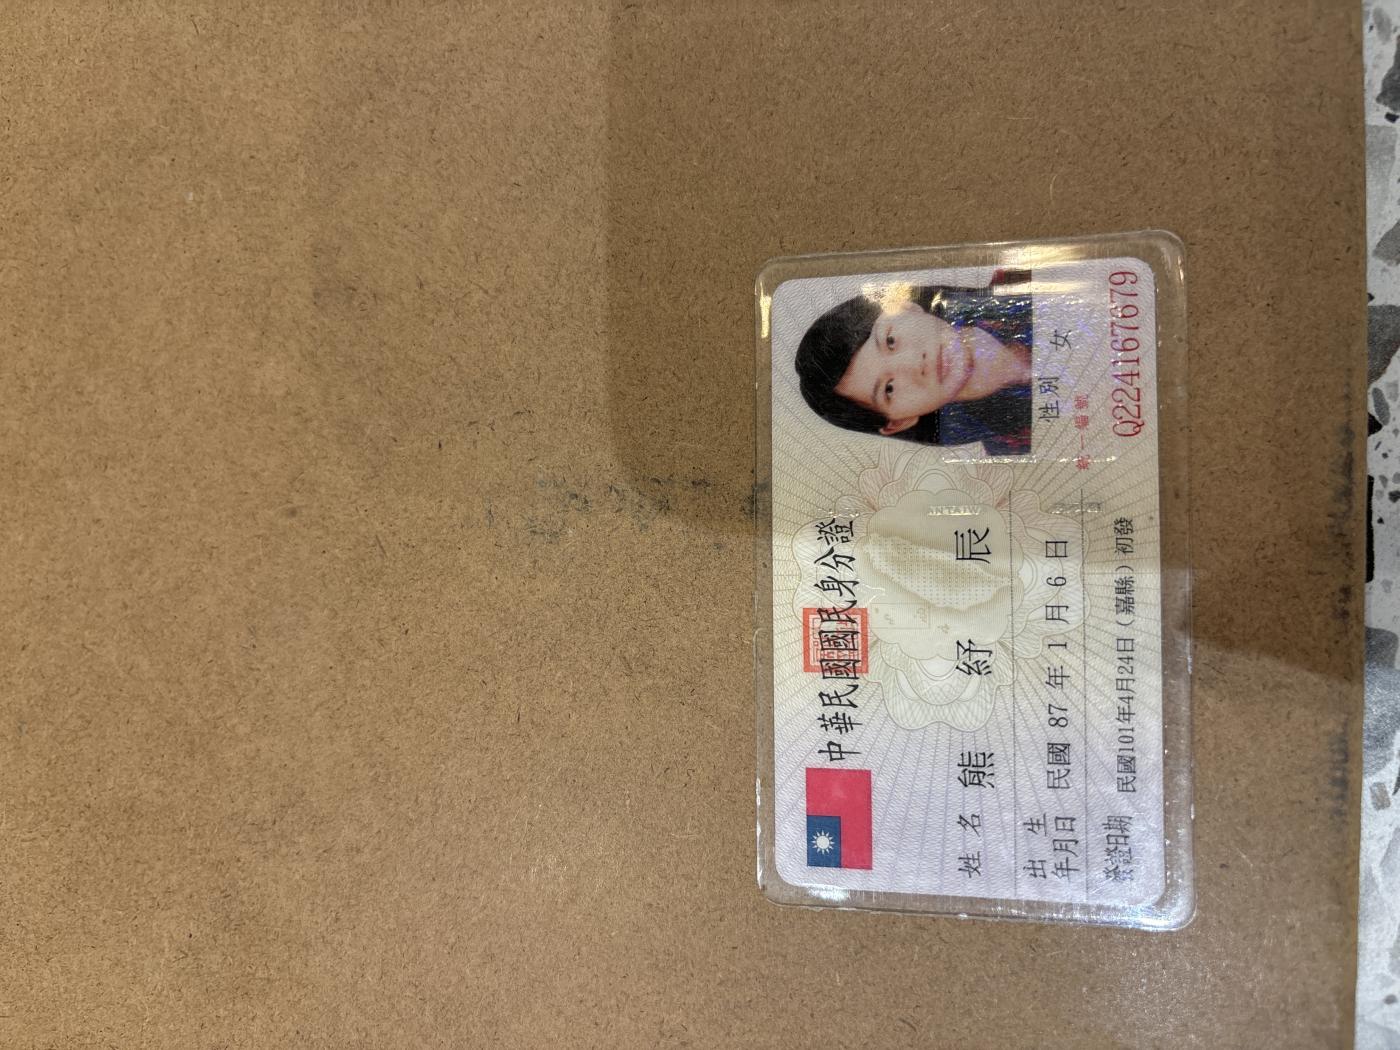 中華民國國民身分證
姓名 熊紓辰
出生年月日 民國 87 年 1 月 6 日
性別 女
發證日期 民國101年4月24日（嘉縣）初發
統一編號
Q224167679